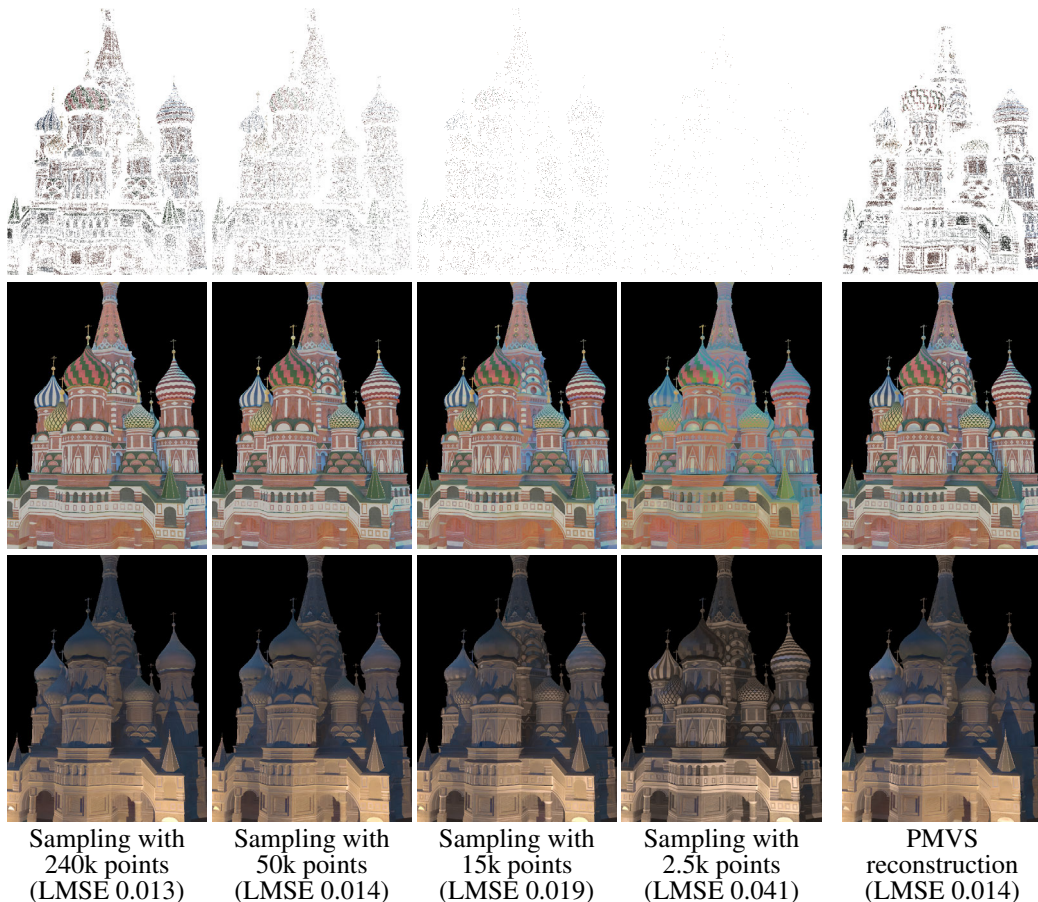 Sampling with
240k points
(LMSE 0.013)
Sampling with
50k points
(LMSE 0.014)
Sampling with
15k points
(LMSE 0.019)
Sampling with
2.5k points
(LMSE 0.041)
PMVS
reconstruction
(LMSE 0.014)